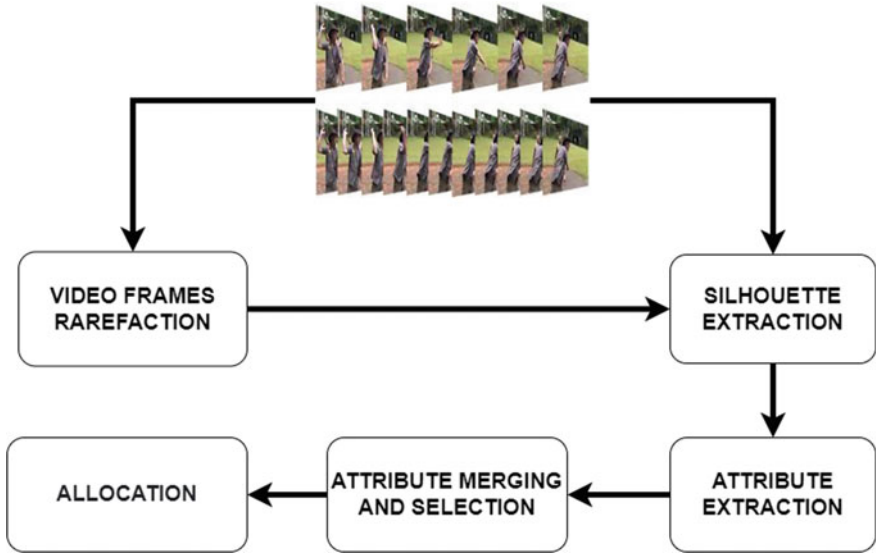 VIDEO FRAMES
RAREFACTION
SILHOUETTE
EXTRACTION
ALLOCATION
ATTRIBUTE MERGING
AND SELECTION
ATTRIBUTE
EXTRACTION